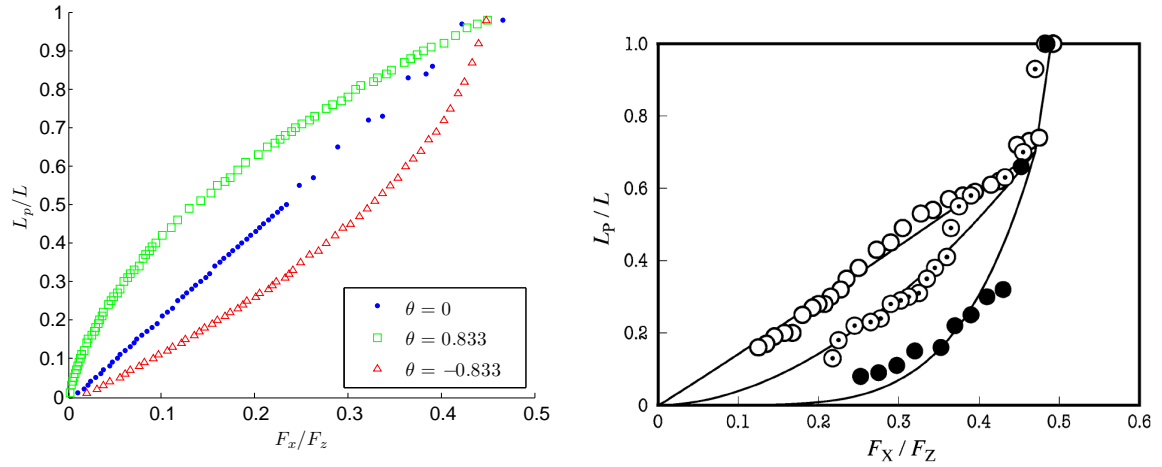 1
0.9
0.8
0.7
0.6
0.5
0.4
0.3
0.2
0.1
0
L_p/L
0 0.1 0.2 0.3 0.4 0.5
F_x/F_z
θ = 0
θ = 0.833
θ = −0.833
1.0
0.8
0.6
0.4
0.2
0
L_P / L
0.1 0.2 0.3 0.4 0.5 0.6
F_X / F_Z